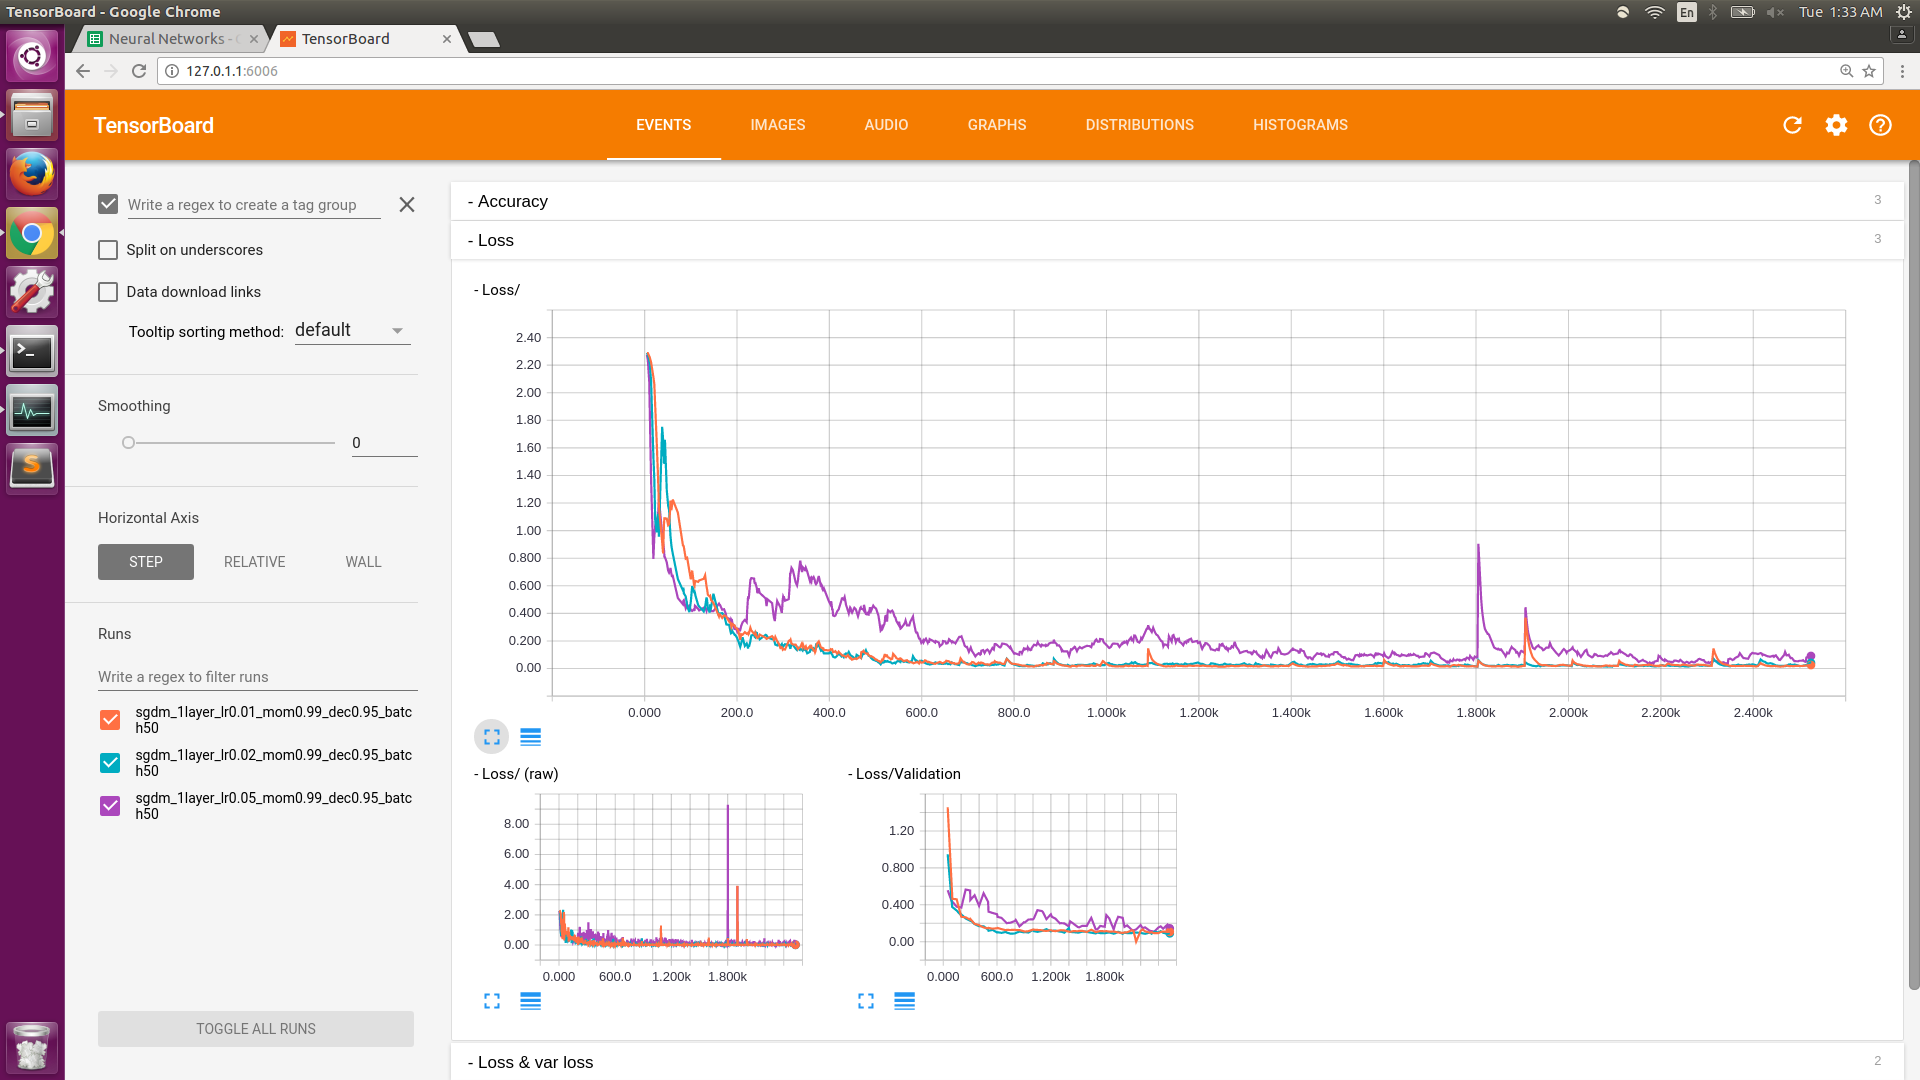 TensorBoard - Google Chrome
En
Tue 1:33 AM
Neural Networks -
TensorBoard
127.0.1.1:6006
TensorBoard
EVENTS
IMAGES
AUDIO
GRAPHS
DISTRIBUTIONS
HISTOGRAMS
Write a regex to create a tag group
Split on underscores
Data download links
Tooltip sorting method: default
Smoothing
0
Horizontal Axis
STEP
RELATIVE
WALL
Runs
Write a regex to filter runs
sgdm_1layer_lr0.01_mom0.99_dec0.95_batc
h50
sgdm_1layer_lr0.02_mom0.99_dec0.95_batc
h50
sgdm_1layer_lr0.05_mom0.99_dec0.95_batc
h50
TOGGLE ALL RUNS
- Accuracy
3
- Loss
3
- Loss/
2.40
2.20
2.00
1.80
1.60
1.40
1.20
1.00
0.800
0.600
0.400
0.200
0.00
0.000 200.0 400.0 600.0 800.0 1.000k 1.200k 1.400k 1.600k 1.800k 2.000k 2.200k 2.400k
- Loss/ (raw)
8.00
6.00
4.00
2.00
0.00
0.000 600.0 1.200k 1.800k
- Loss/Validation
1.20
0.800
0.400
0.00
0.000 600.0 1.200k 1.800k
- Loss & var loss
2